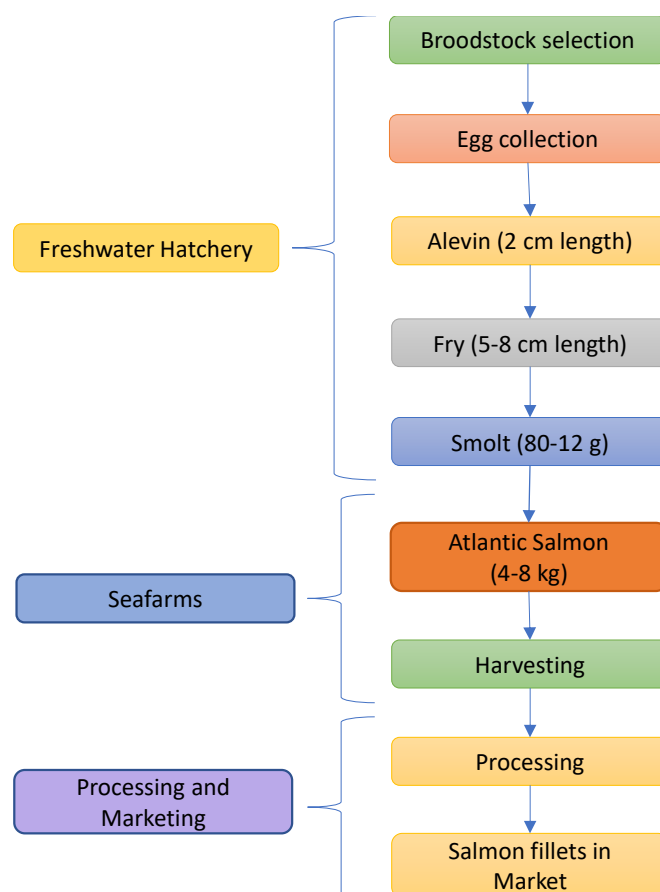 Broodstock selection
Egg collection
Freshwater Hatchery
Alevin (2 cm length)
Fry (5-8 cm length)
Smolt (80-12 g)
Seafarms
Atlantic Salmon
(4-8 kg)
Harvesting
Processing and
Marketing
Processing
Salmon fillets in
Market